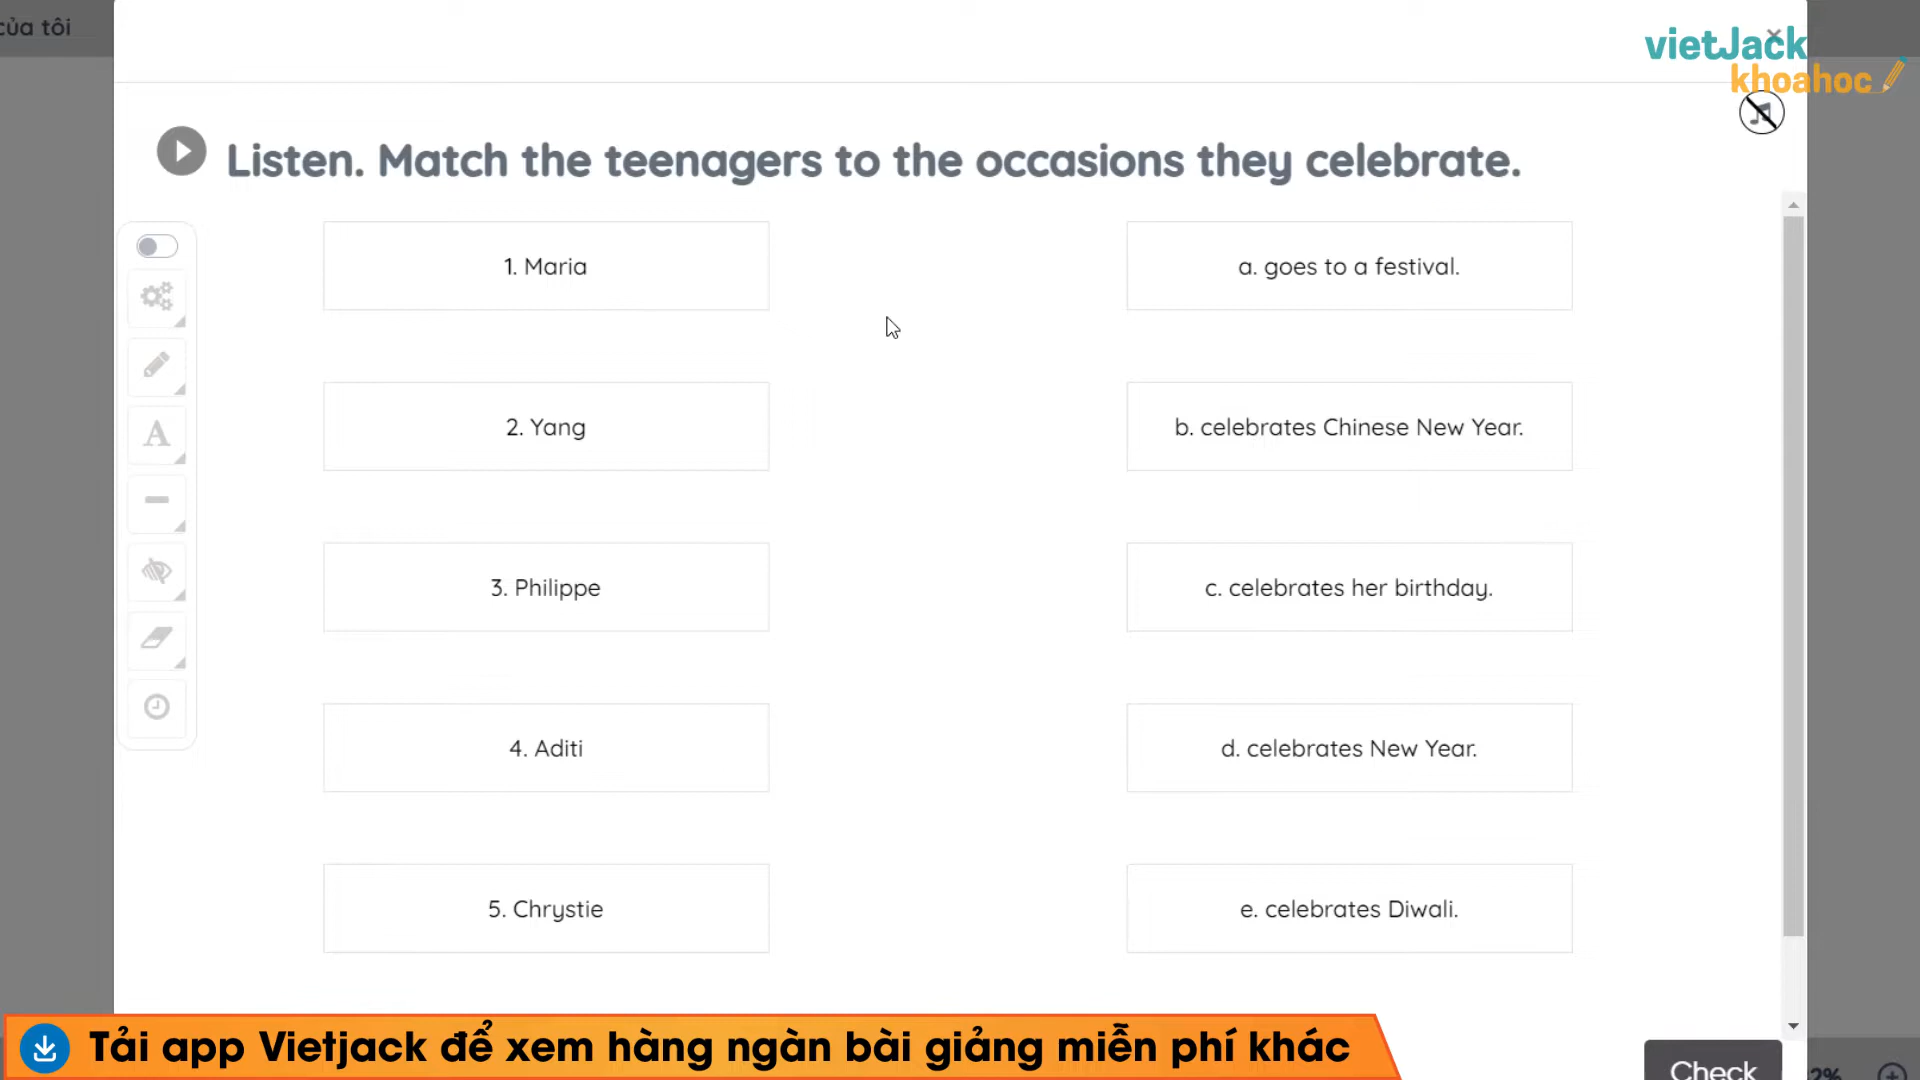 của tôi
vietJack
khoahoc
Listen. Match the teenagers to the occasions they celebrate.
1. Maria
a. goes to a festival.
2. Yang
b. celebrates Chinese New Year.
3. Philippe
c. celebrates her birthday.
4. Aditi
d. celebrates New Year.
5. Chrystie
e. celebrates Diwali.
Tải app Vietjack để xem hàng ngàn bài giảng miễn phí khác
Check
2%